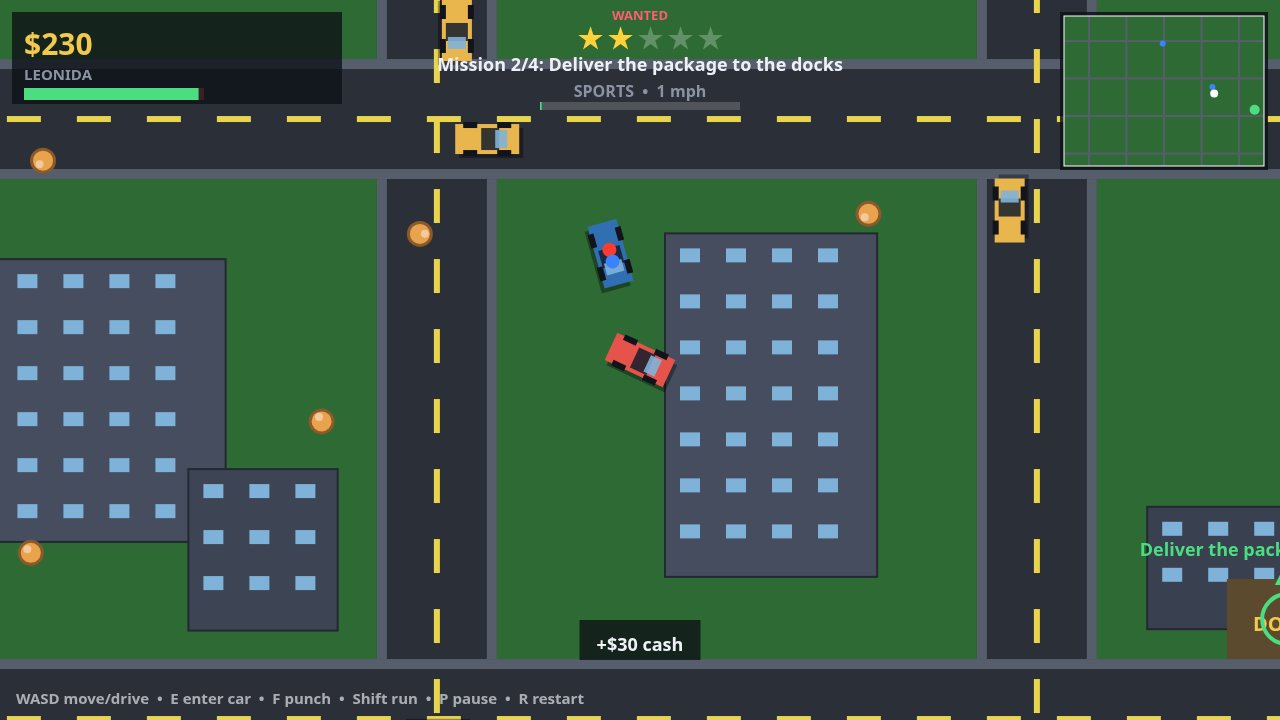 $230
LEONIDA
WANTED
Mission 2/4: Deliver the package to the docks
SPORTS • 1 mph
Deliver the pack
DO
+$30 cash
WASD move/drive • E enter car • F punch • Shift run • P pause • R restart